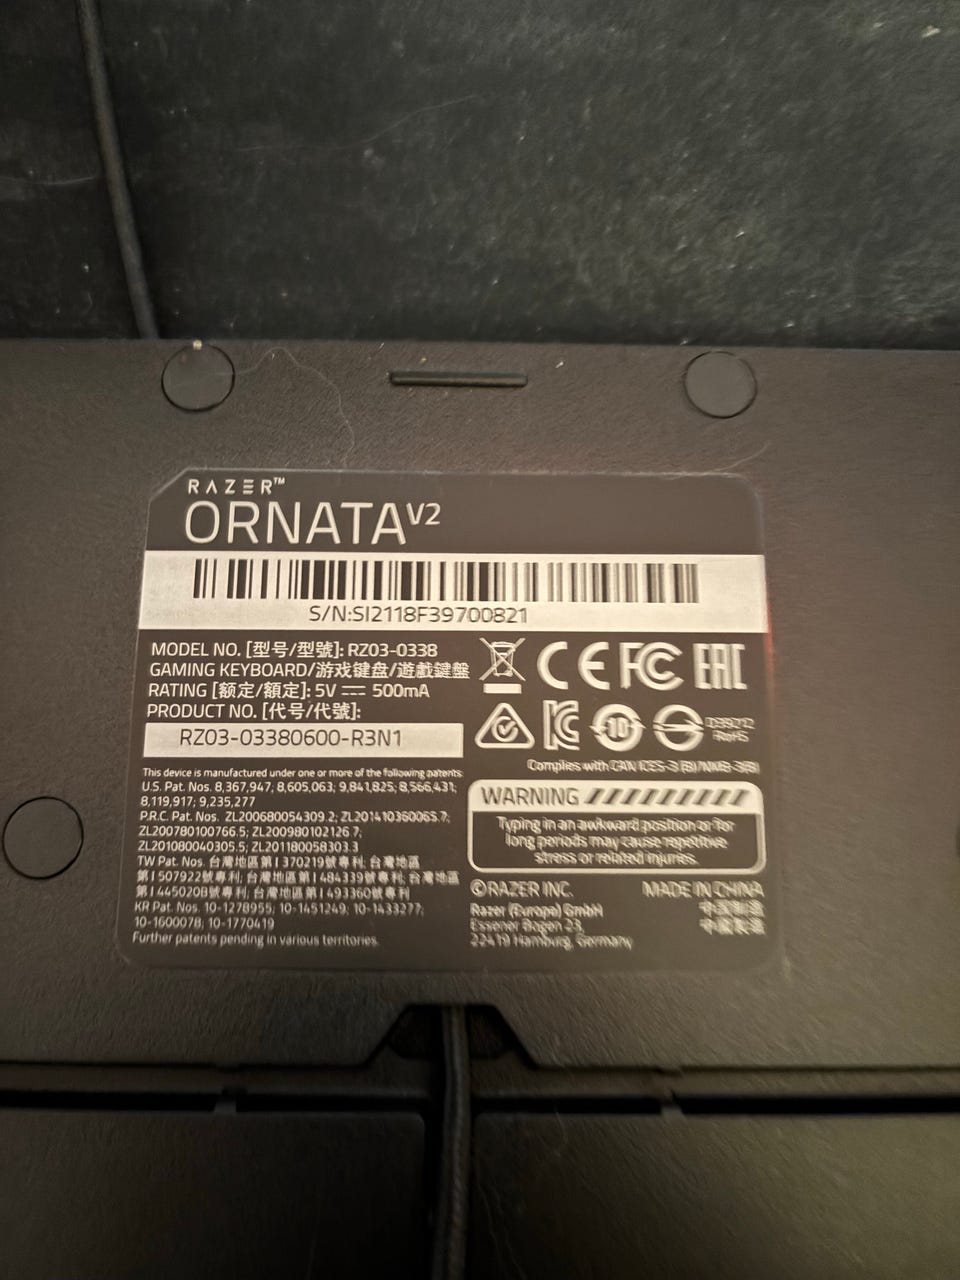 RAZER™
ORNATA V2
S/N:SI2118F39700821
MODEL NO. [型号/型號]: RZ03-0338
GAMING KEYBOARD/游戏键盘/遊戲鍵盤
RATING [额定/額定]: 5V ⎓ 500mA
PRODUCT NO. [代号/代號]:
RZ03-03380600-R3N1
This device is manufactured under one or more of the following patents:
U.S. Pat. Nos. 8,367,947; 8,605,063; 9,841,825; 8,566,431;
8,119,917; 9,235,277
P.R.C. Pat. Nos. ZL200680054309.2; ZL201410360065.7;
ZL200780100766.5; ZL200980102126.7;
ZL201080040305.5; ZL201180058303.3
TW Pat. Nos. 台灣地區第I 370219號專利; 台灣地區
第I 507922號專利; 台灣地區第I 484339號專利; 台灣地區
第I 445020B號專利; 台灣地區第I 493360號專利
KR Pat. Nos. 10-1278955; 10-1451249; 10-1433277;
10-1600078; 10-1770419
Further patents pending in various territories.
CE FC EAC
KC 10 D39212
RoHS
Complies with CAN ICES-3 (B)/NMB-3(B)
WARNING
Typing in an awkward position or for
long periods may cause repetitive
stress or related injuries.
©RAZER INC.
Razer (Europe) GmbH
Essener Bogen 23,
22419 Hamburg, Germany
MADE IN CHINA
中国制造
中國製造